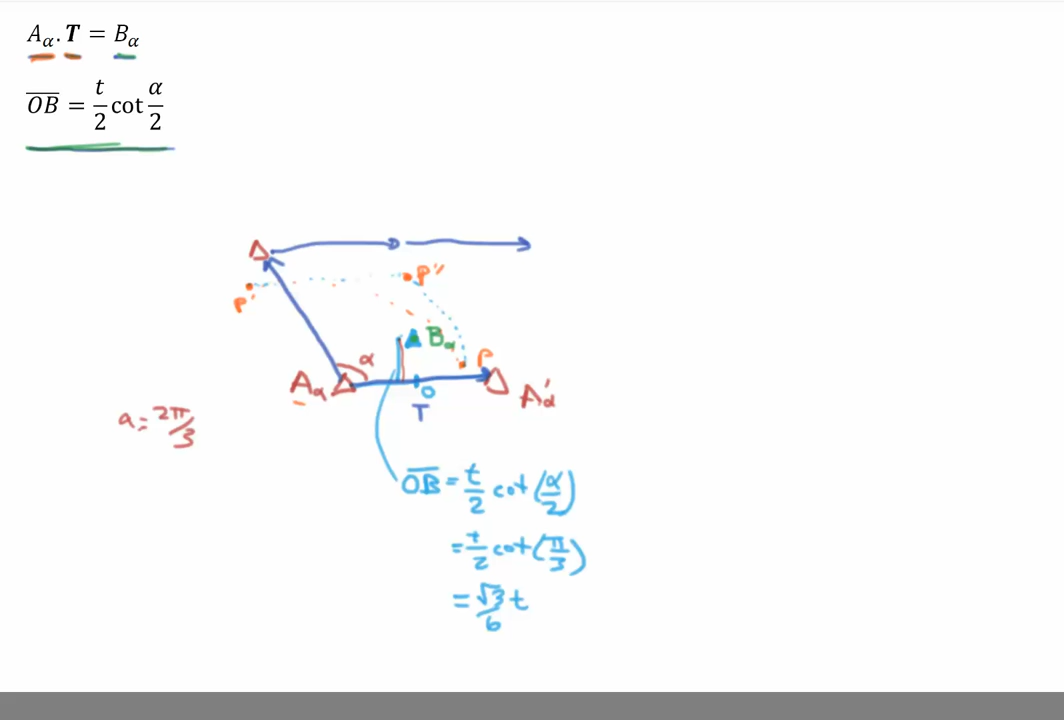 A_α.T = B_α
OB̅ = t/2 cot α/2
P''
P'
B_α
P
α
A_α
O
A'_α
T
a = 2π/3
OB̅ = t/2 cot(α/2)
= t/2 cot(π/3)
= √3/6 t